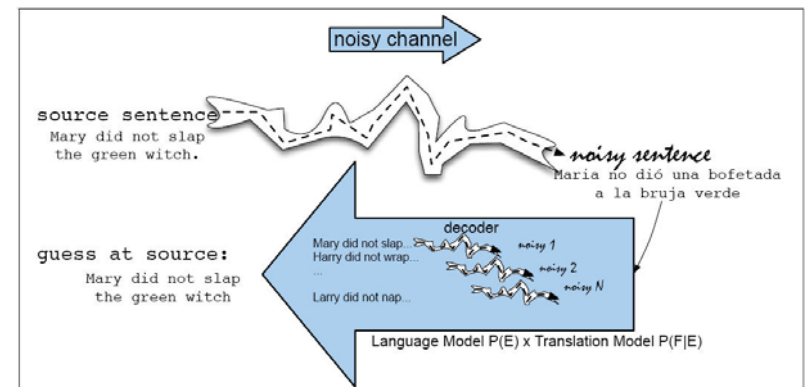 noisy channel
source sentence
Mary did not slap
the green witch.
noisy sentence
Maria no dió una bofetada
a la bruja verde
decoder
Mary did not slap...
noisy 1
Harry did not wrap...
noisy 2
...
noisy N
Larry did not nap...
guess at source:
Mary did not slap
the green witch
Language Model P(E) x Translation Model P(F|E)